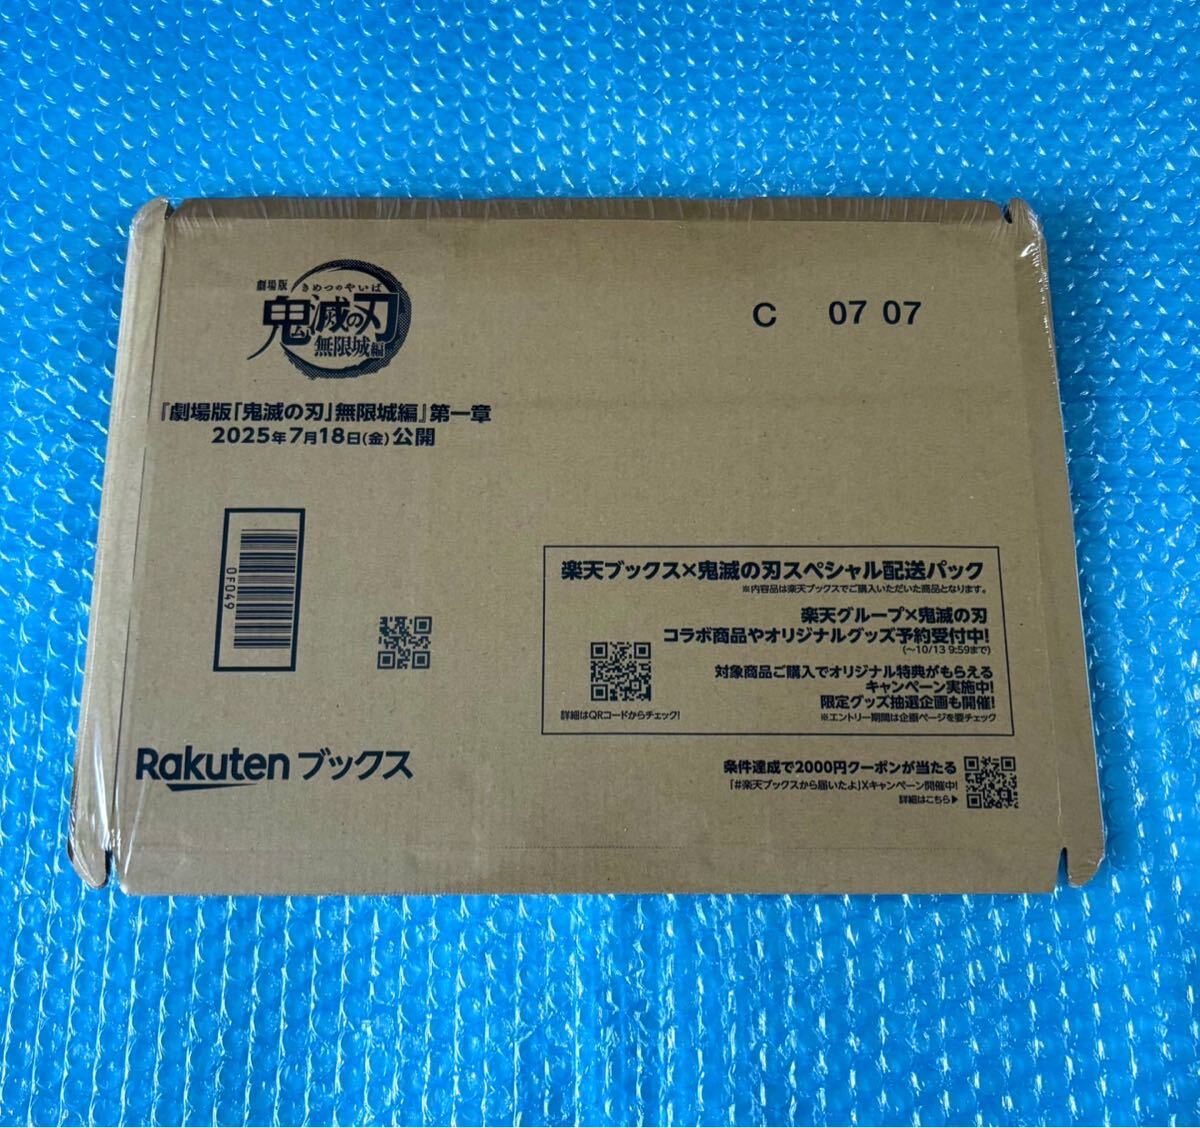 劇場版
きめつのやいば
鬼滅の刃
無限城編
C 07 07
『劇場版「鬼滅の刃」無限城編』第一章
2025年7月18日(金)公開
0F049
楽天ブックス×鬼滅の刃スペシャル配送パック
※内容品は楽天ブックスでご購入いただいた商品となります。
楽天グループ×鬼滅の刃
コラボ商品やオリジナルグッズ予約受付中!
(〜10/13 9:59まで)
対象商品ご購入でオリジナル特典がもらえる
キャンペーン実施中!
限定グッズ抽選企画も開催!
※エントリー期間は企画ページを要チェック
詳細はQRコードからチェック!
Rakuten ブックス
条件達成で2000円クーポンが当たる
「#楽天ブックスから届いたよ」Xキャンペーン開催中!
詳細はこちら▶